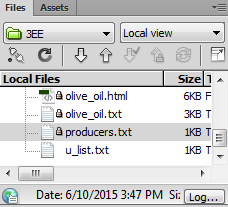 Files Assets
3EE Local view
Local Files Size T
olive_oil.html 6KB F
olive_oil.txt 3KB T
producers.txt 1KB T
u_list.txt 1KB T
Date: 6/10/2015 3:47 PM Siz Log...